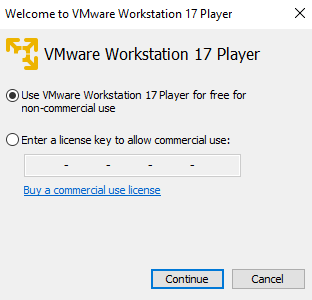 Welcome to VMware Workstation 17 Player
VMware Workstation 17 Player
Use VMware Workstation 17 Player for free for
non-commercial use
Enter a license key to allow commercial use:
- - - -
Buy a commercial use license
Continue Cancel